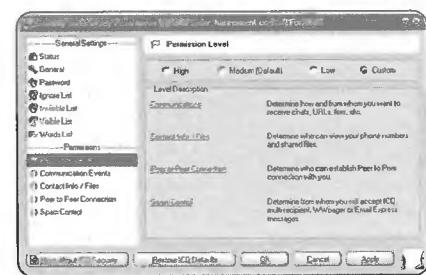 General Settings
Status
General
Password
Ignore List
Invisible List
Visible List
Words List
Permissions
Communication Events
Contact Info / Files
Peer to Peer Connection
Spam Control
Permission Level
High
Medium (Default)
Low
Custom
Level Description
Communications
Determine how and from whom you want to
receive chats, URLs, files, etc.
Contact Info / Files
Determine who can view your phone numbers
and shared files.
Peer to Peer Connection
Determine who can establish Peer to Peer
connection with you.
Spam Control
Determine from whom you will accept ICQ
multi-recipient, WWPager or Email Express
messages.
More About ICQ Security
Restore ICQ Defaults
OK
Cancel
Apply